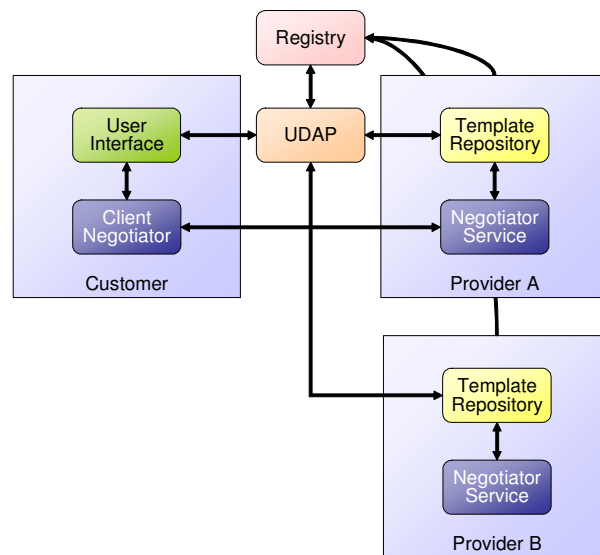 Registry
User
Interface
UDAP
Template
Repository
Client
Negotiator
Negotiator
Service
Customer
Provider A
Template
Repository
Negotiator
Service
Provider B